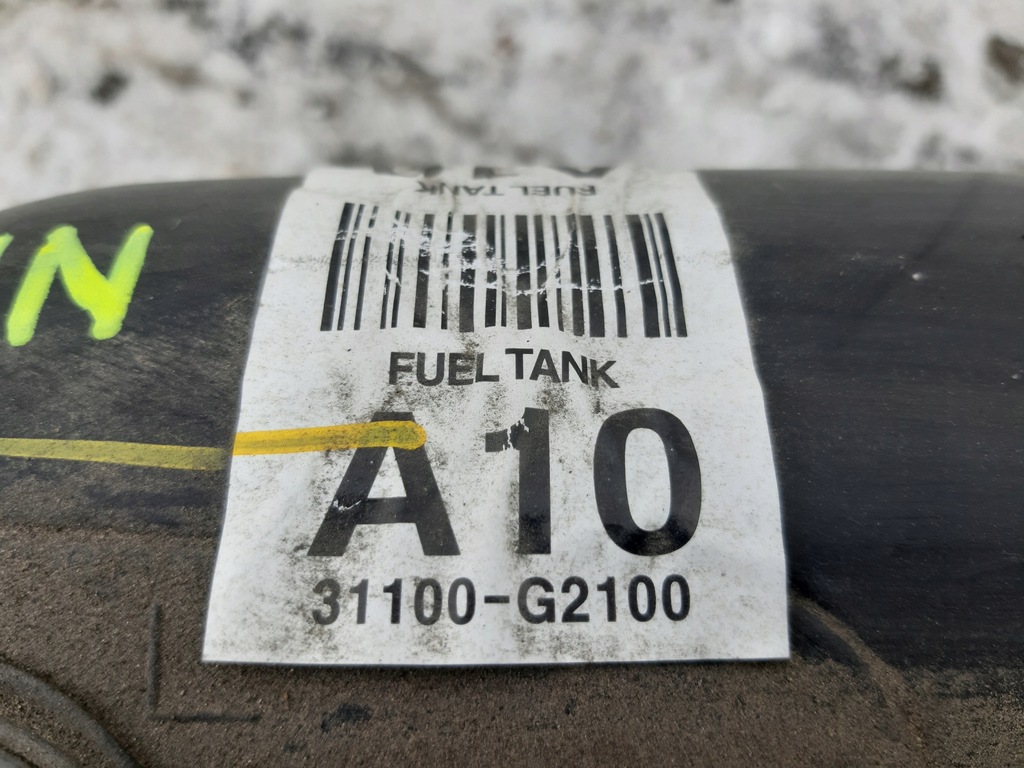 FUEL TANK
N
FUEL TANK
A10
31100-G2100